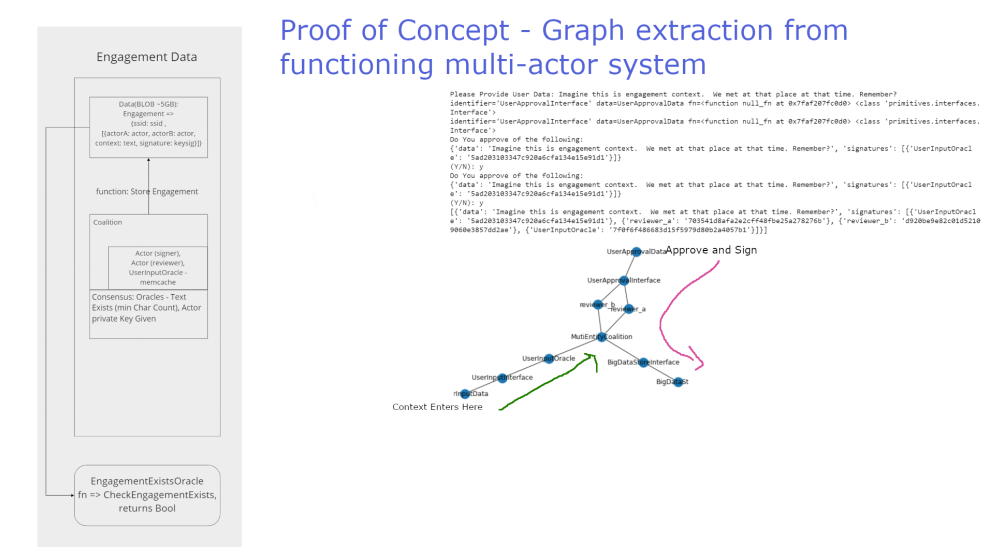 Proof of Concept - Graph extraction from
functioning multi-actor system
Engagement Data
Data(BLOB ~5GB):
Engagement =>
(ssid: ssid ,
[{actorA: actor, actorB: actor,
context: text, signature: keysig}])
function: Store Engagement
Coalition
Actor (signer),
Actor (reviewer),
UserInputOracle -
memcache
Consensus: Oracles - Text
Exists (min Char Count), Actor
private Key Given
EngagementExistsOracle
fn => CheckEngagementExists,
returns Bool
Please Provide User Data: Imagine this is engagement context.  We met at that place at that time. Remember?
identifier='UserApprovalInterface' data=UserApprovalData fn=<function null_fn at 0x7faf207fc0d0> <class 'primitives.interfaces.
Interface'>
identifier='UserApprovalInterface' data=UserApprovalData fn=<function null_fn at 0x7faf207fc0d0> <class 'primitives.interfaces.
Interface'>
Do You approve of the following:
{'data': 'Imagine this is engagement context.  We met at that place at that time. Remember?', 'signatures': [{'UserInputOracl
e': '5ad203103347c920a6cfa134e15e91d1'}]}
(Y/N): y
Do You approve of the following:
{'data': 'Imagine this is engagement context.  We met at that place at that time. Remember?', 'signatures': [{'UserInputOracl
e': '5ad203103347c920a6cfa134e15e91d1'}]}
(Y/N): y
[{'data': 'Imagine this is engagement context.  We met at that place at that time. Remember?', 'signatures': [{'UserInputOracl
e': '5ad203103347c920a6cfa134e15e91d1'}, {'reviewer_a': '703541d8afa2e2cff48fbe25a278276b'}, {'reviewer_b': 'd920be9e82c01d5210
9060e3857dd2ae'}, {'UserInputOracle': '7f0f6f486683d15f5979d80b2a4057b1'}]}]
UserApprovalData
Approve and Sign
UserApprovalInterface
reviewer_b
reviewer_a
MutiEntityCoalition
UserInputOracle
BigDataStoreInterface
UserInputInterface
BigDataSt
rInputData
Context Enters Here